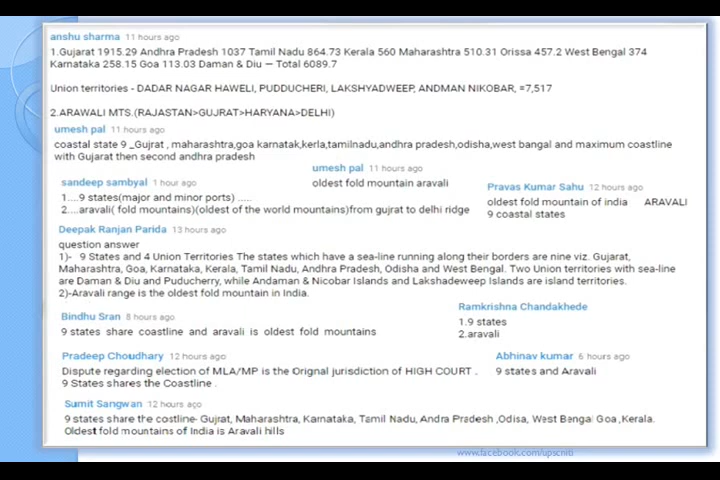 anshu sharma 11 hours ago
1.Gujarat 1915.29 Andhra Pradesh 1037 Tamil Nadu 864.73 Kerala 560 Maharashtra 510.31 Orissa 457.2 West Bengal 374
Karnataka 258.15 Goa 113.03 Daman & Diu — Total 6089.7
Union territories - DADAR NAGAR HAWELI, PUDDUCHERI, LAKSHYADWEEP, ANDMAN NIKOBAR, =7,517
2.ARAWALI MTS.(RAJASTAN>GUJRAT>HARYANA>DELHI)
umesh pal 11 hours ago
coastal state 9 _Gujrat , maharashtra,goa karnatak,kerla,tamilnadu,andhra pradesh,odisha,west bangal and maximum coastline
with Gujarat then second andhra pradesh
umesh pal 11 hours ago
oldest fold mountain aravali
sandeep sambyal 1 hour ago
1....9 states(major and minor ports) .....
2....aravali( fold mountains)(oldest of the world mountains)from gujrat to delhi ridge
Pravas Kumar Sahu 12 hours ago
oldest fold mountain of india ARAVALI
9 coastal states
Deepak Ranjan Parida 13 hours ago
question answer
1)- 9 States and 4 Union Territories The states which have a sea-line running along their borders are nine viz. Gujarat,
Maharashtra, Goa, Karnataka, Kerala, Tamil Nadu, Andhra Pradesh, Odisha and West Bengal. Two Union territories with sea-line
are Daman & Diu and Puducherry, while Andaman & Nicobar Islands and Lakshadweep Islands are island territories.
2)-Aravali range is the oldest fold mountain in India.
Bindhu Sran 8 hours ago
9 states share coastline and aravali is oldest fold mountains
Ramkrishna Chandakhede
1.9 states
2.aravali
Pradeep Choudhary 12 hours ago
Dispute regarding election of MLA/MP is the Orignal jurisdiction of HIGH COURT .
9 States shares the Coastline .
Abhinav kumar 6 hours ago
9 states and Aravali
Sumit Sangwan 12 hours ago
9 states share the costline- Gujrat, Maharashtra, Karnataka, Tamil Nadu, Andra Pradesh ,Odisa, West Bengal Goa ,Kerala.
Oldest fold mountains of India is Aravali hills
www.facebook.com/upscniti